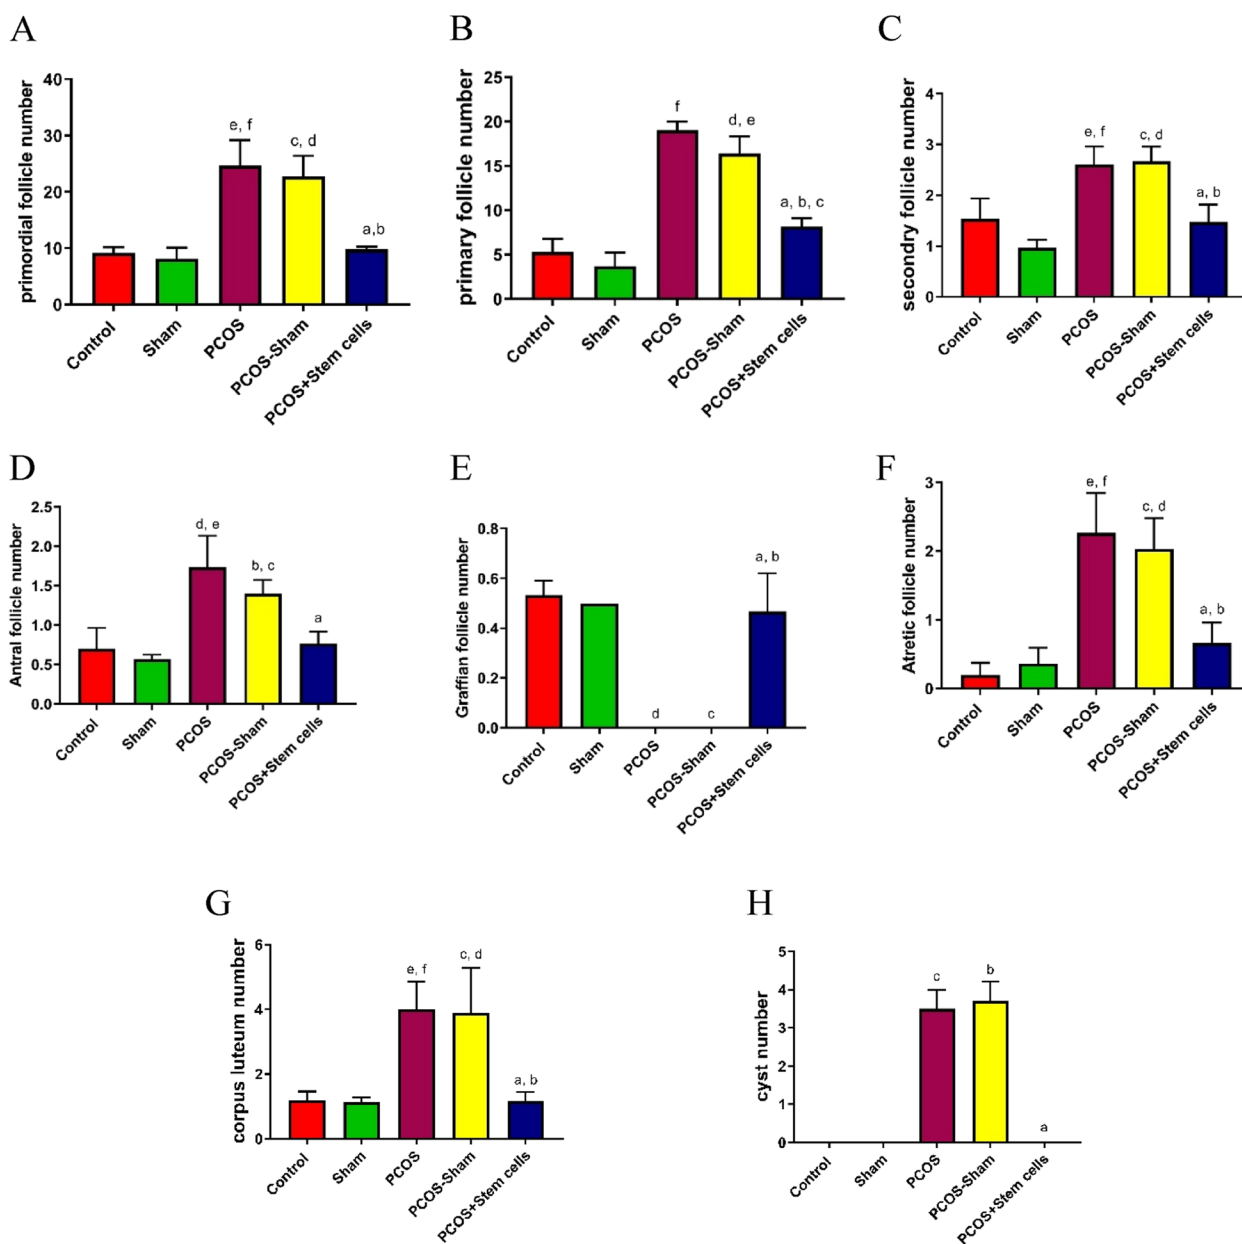 A
primordial follicle number
40
30
20
10
0
e, f
c, d
a,b
Control
Sham
PCOS
PCOS-Sham
PCOS+Stem cells
B
primary follicle number
25
20
15
10
5
0
f
d, e
a, b, c
Control
Sham
PCOS
PCOS-Sham
PCOS+Stem cells
C
secondry follicle number
4
3
2
1
0
e, f
c, d
a, b
Control
Sham
PCOS
PCOS-Sham
PCOS+Stem cells
D
Antral follicle number
2.5
2.0
1.5
1.0
0.5
0.0
d, e
b, c
a
Control
Sham
PCOS
PCOS-Sham
PCOS+Stem cells
E
Graffian follicle number
0.8
0.6
0.4
0.2
0.0
d
c
a, b
Control
Sham
PCOS
PCOS-Sham
PCOS+Stem cells
F
Atretic follicle number
3
2
1
0
e, f
c, d
a, b
Control
Sham
PCOS
PCOS-Sham
PCOS+Stem cells
G
corpus luteum number
6
4
2
0
e, f
c, d
a, b
Control
Sham
PCOS
PCOS-Sham
PCOS+Stem cells
H
cyst number
5
4
3
2
1
0
c
b
a
Control
Sham
PCOS
PCOS-Sham
PCOS+Stem cells